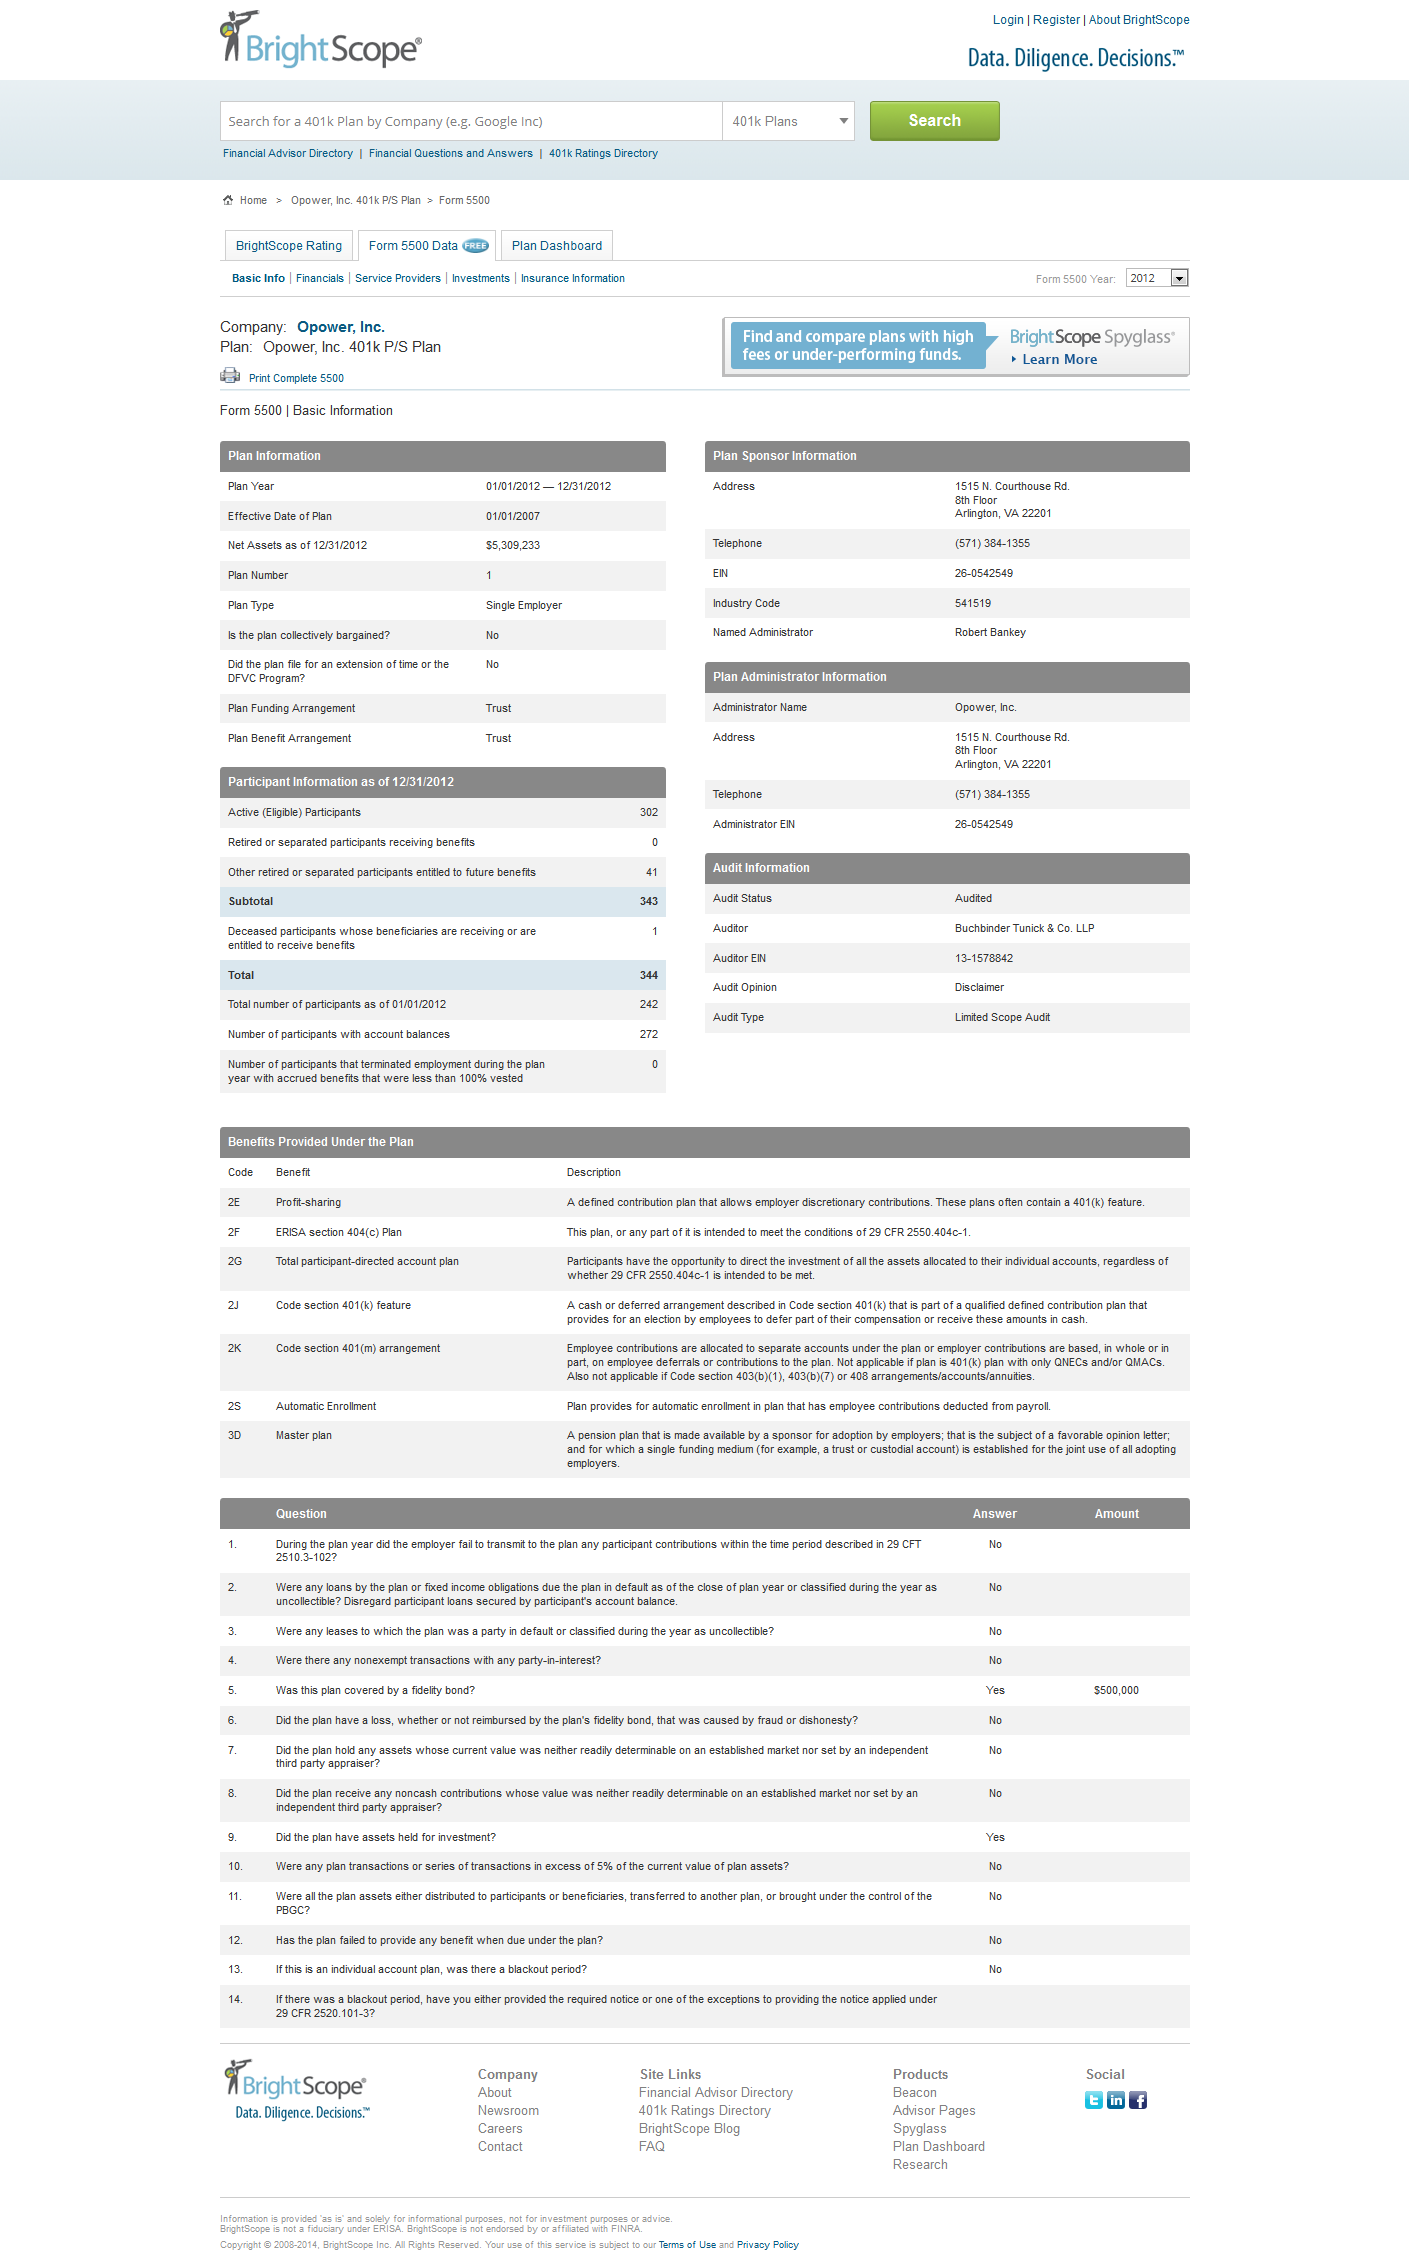 BrightScope®
Login | Register | About BrightScope
Data. Diligence. Decisions.™
Search for a 401k Plan by Company (e.g. Google Inc)
401k Plans
Search
Financial Advisor Directory | Financial Questions and Answers | 401k Ratings Directory
Home > Opower, Inc. 401k P/S Plan > Form 5500
BrightScope Rating
Form 5500 Data FREE
Plan Dashboard
Basic Info | Financials | Service Providers | Investments | Insurance Information
Form 5500 Year: 2012
Company: Opower, Inc.
Plan: Opower, Inc. 401k P/S Plan
Print Complete 5500
Find and compare plans with high
fees or under-performing funds.
BrightScope Spyglass®
Learn More
Form 5500 | Basic Information
Plan Information
Plan Year 01/01/2012 — 12/31/2012
Effective Date of Plan 01/01/2007
Net Assets as of 12/31/2012 $5,309,233
Plan Number 1
Plan Type Single Employer
Is the plan collectively bargained? No
Did the plan file for an extension of time or the No
DFVC Program?
Plan Funding Arrangement Trust
Plan Benefit Arrangement Trust
Participant Information as of 12/31/2012
Active (Eligible) Participants 302
Retired or separated participants receiving benefits 0
Other retired or separated participants entitled to future benefits 41
Subtotal 343
Deceased participants whose beneficiaries are receiving or are 1
entitled to receive benefits
Total 344
Total number of participants as of 01/01/2012 242
Number of participants with account balances 272
Number of participants that terminated employment during the plan 0
year with accrued benefits that were less than 100% vested
Plan Sponsor Information
Address 1515 N. Courthouse Rd.
8th Floor
Arlington, VA 22201
Telephone (571) 384-1355
EIN 26-0542549
Industry Code 541519
Named Administrator Robert Bankey
Plan Administrator Information
Administrator Name Opower, Inc.
Address 1515 N. Courthouse Rd.
8th Floor
Arlington, VA 22201
Telephone (571) 384-1355
Administrator EIN 26-0542549
Audit Information
Audit Status Audited
Auditor Buchbinder Tunick & Co. LLP
Auditor EIN 13-1578842
Audit Opinion Disclaimer
Audit Type Limited Scope Audit
Benefits Provided Under the Plan
Code Benefit Description
2E Profit-sharing A defined contribution plan that allows employer discretionary contributions. These plans often contain a 401(k) feature.
2F ERISA section 404(c) Plan This plan, or any part of it is intended to meet the conditions of 29 CFR 2550.404c-1.
2G Total participant-directed account plan Participants have the opportunity to direct the investment of all the assets allocated to their individual accounts, regardless of
whether 29 CFR 2550.404c-1 is intended to be met.
2J Code section 401(k) feature A cash or deferred arrangement described in Code section 401(k) that is part of a qualified defined contribution plan that
provides for an election by employees to defer part of their compensation or receive these amounts in cash.
2K Code section 401(m) arrangement Employee contributions are allocated to separate accounts under the plan or employer contributions are based, in whole or in
part, on employee deferrals or contributions to the plan. Not applicable if plan is 401(k) plan with only QNECs and/or QMACs.
Also not applicable if Code section 403(b)(1), 403(b)(7) or 408 arrangements/accounts/annuities.
2S Automatic Enrollment Plan provides for automatic enrollment in plan that has employee contributions deducted from payroll.
3D Master plan A pension plan that is made available by a sponsor for adoption by employers; that is the subject of a favorable opinion letter;
and for which a single funding medium (for example, a trust or custodial account) is established for the joint use of all adopting
employers.
Question Answer Amount
1. During the plan year did the employer fail to transmit to the plan any participant contributions within the time period described in 29 CFT No
2510.3-102?
2. Were any loans by the plan or fixed income obligations due the plan in default as of the close of plan year or classified during the year as No
uncollectible? Disregard participant loans secured by participant's account balance.
3. Were any leases to which the plan was a party in default or classified during the year as uncollectible? No
4. Were there any nonexempt transactions with any party-in-interest? No
5. Was this plan covered by a fidelity bond? Yes $500,000
6. Did the plan have a loss, whether or not reimbursed by the plan's fidelity bond, that was caused by fraud or dishonesty? No
7. Did the plan hold any assets whose current value was neither readily determinable on an established market nor set by an independent No
third party appraiser?
8. Did the plan receive any noncash contributions whose value was neither readily determinable on an established market nor set by an No
independent third party appraiser?
9. Did the plan have assets held for investment? Yes
10. Were any plan transactions or series of transactions in excess of 5% of the current value of plan assets? No
11. Were all the plan assets either distributed to participants or beneficiaries, transferred to another plan, or brought under the control of the No
PBGC?
12. Has the plan failed to provide any benefit when due under the plan? No
13. If this is an individual account plan, was there a blackout period? No
14. If there was a blackout period, have you either provided the required notice or one of the exceptions to providing the notice applied under
29 CFR 2520.101-3?
BrightScope®
Data. Diligence. Decisions.™
Company
About
Newsroom
Careers
Contact
Site Links
Financial Advisor Directory
401k Ratings Directory
BrightScope Blog
FAQ
Products
Beacon
Advisor Pages
Spyglass
Plan Dashboard
Research
Social
Information is provided 'as is' and solely for informational purposes, not for investment purposes or advice.
BrightScope is not a fiduciary under ERISA. BrightScope is not endorsed by or affiliated with FINRA.
Copyright © 2008-2014, BrightScope Inc. All Rights Reserved. Your use of this service is subject to our Terms of Use and Privacy Policy